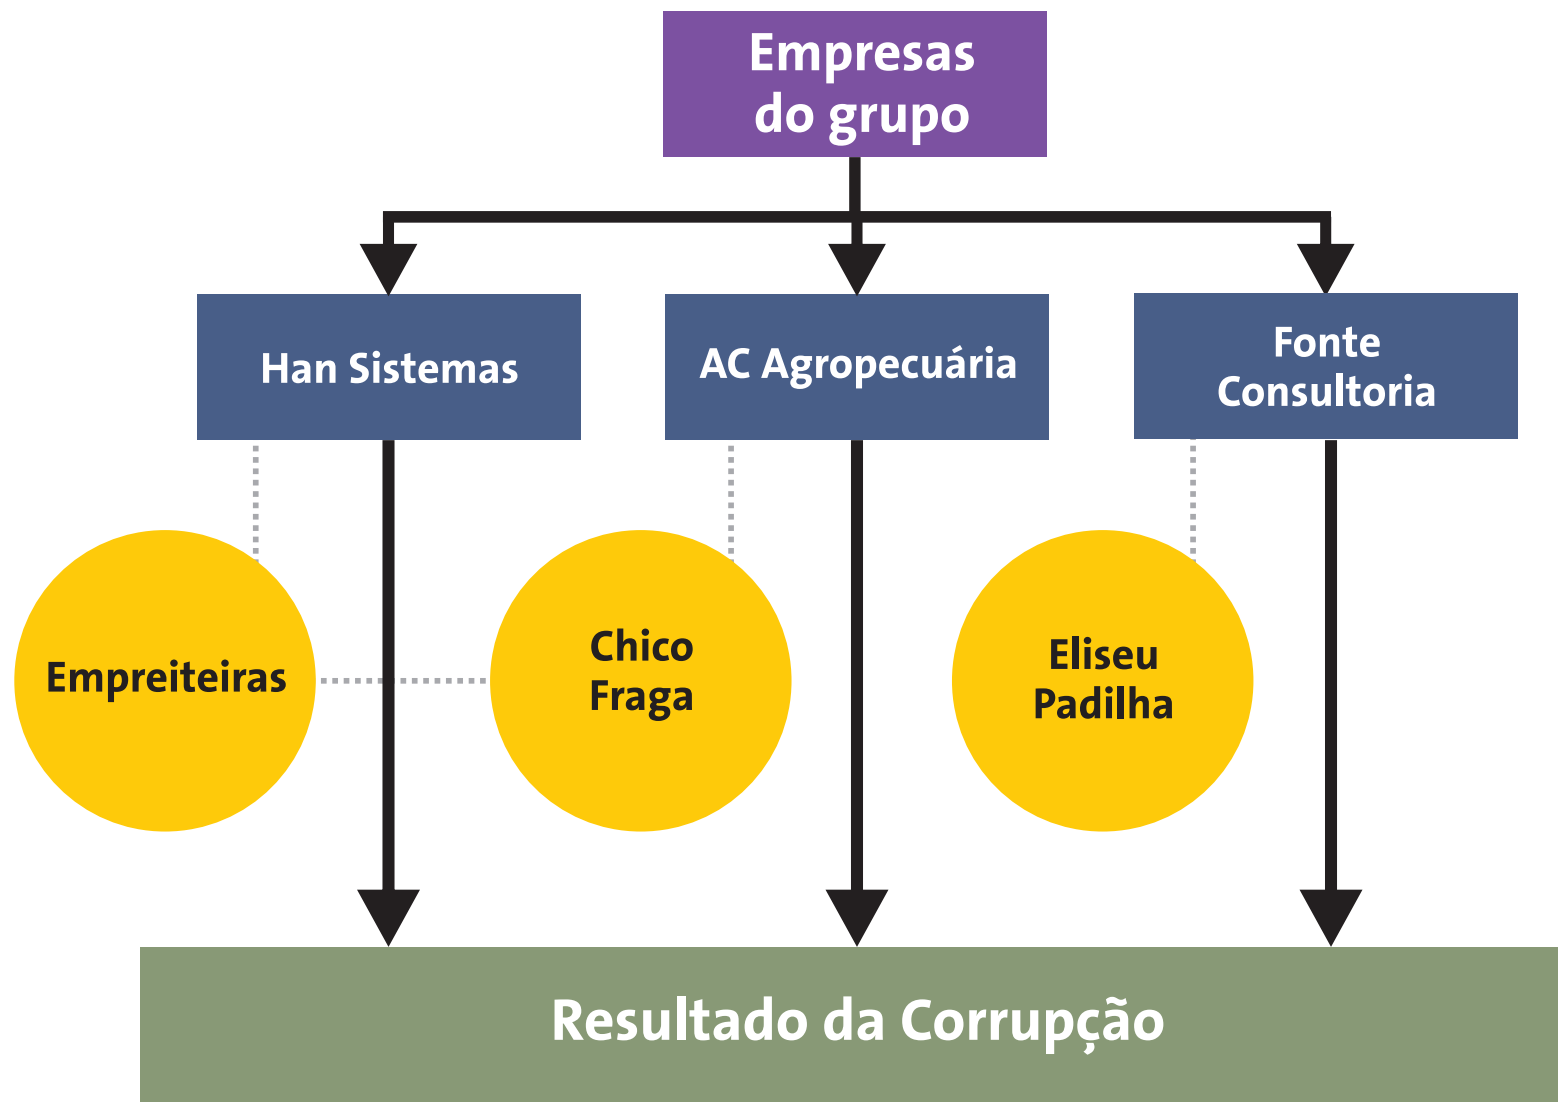 Empresas
do grupo
Han Sistemas
AC Agropecuária
Fonte
Consultoria
Empreiteiras
Chico
Fraga
Eliseu
Padilha
Resultado da Corrupção